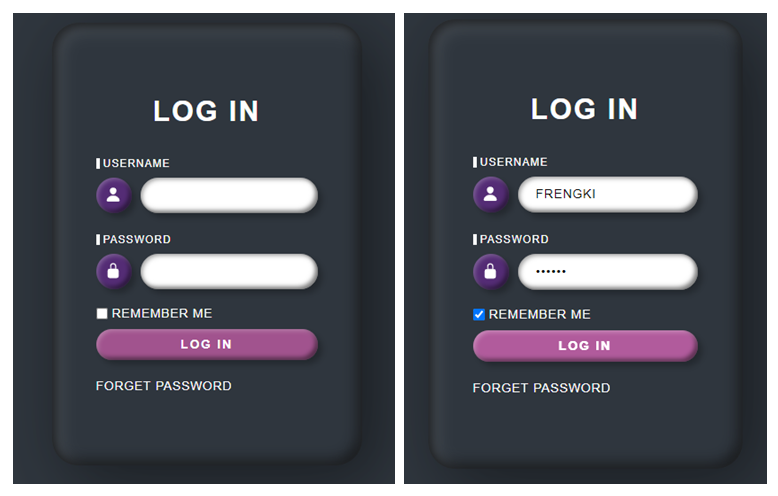 LOG IN
USERNAME
PASSWORD
REMEMBER ME
LOG IN
FORGET PASSWORD
LOG IN
USERNAME
FRENGKI
PASSWORD
••••••
REMEMBER ME
LOG IN
FORGET PASSWORD